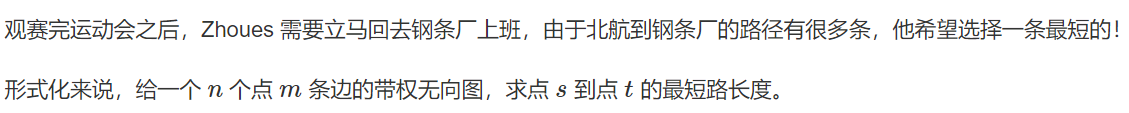 观赛完运动会之后，Zhoues 需要立马回去钢条厂上班，由于北航到钢条厂的路径有很多条，他希望选择一条最短的！
形式化来说，给一个 n 个点 m 条边的带权无向图，求点 s 到点 t 的最短路长度。